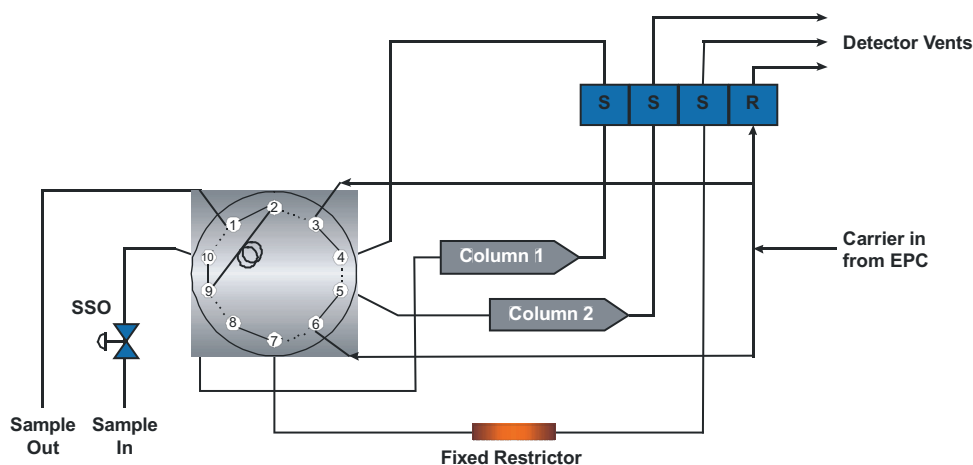 Detector Vents
S S S R
2
1 3
Column 1
Carrier in
from EPC
10 4
SSO
9 5
Column 2
8 6
7
Sample
Out
Sample
In
Fixed Restrictor